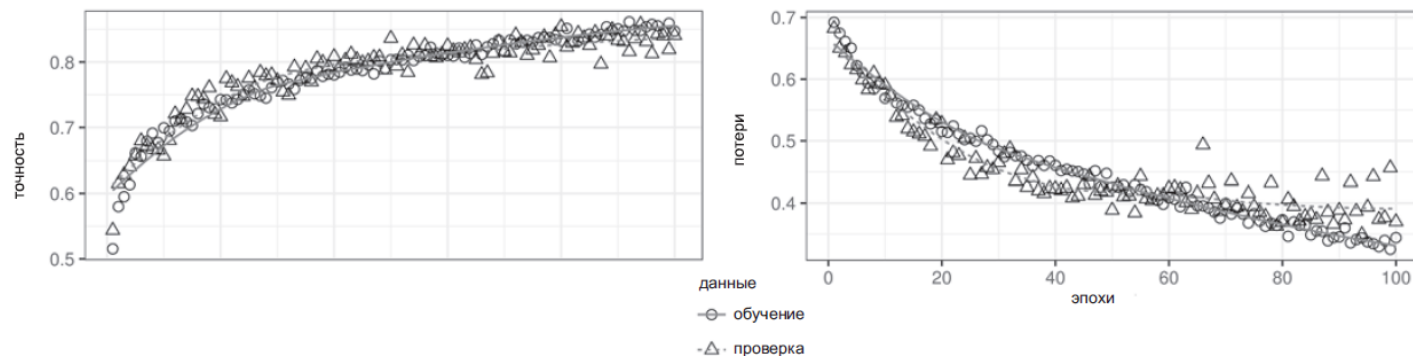 точность
0.8
0.7
0.6
0.5
потери
0.7
0.6
0.5
0.4
0 20 40 60 80 100
эпохи
данные
обучение
проверка